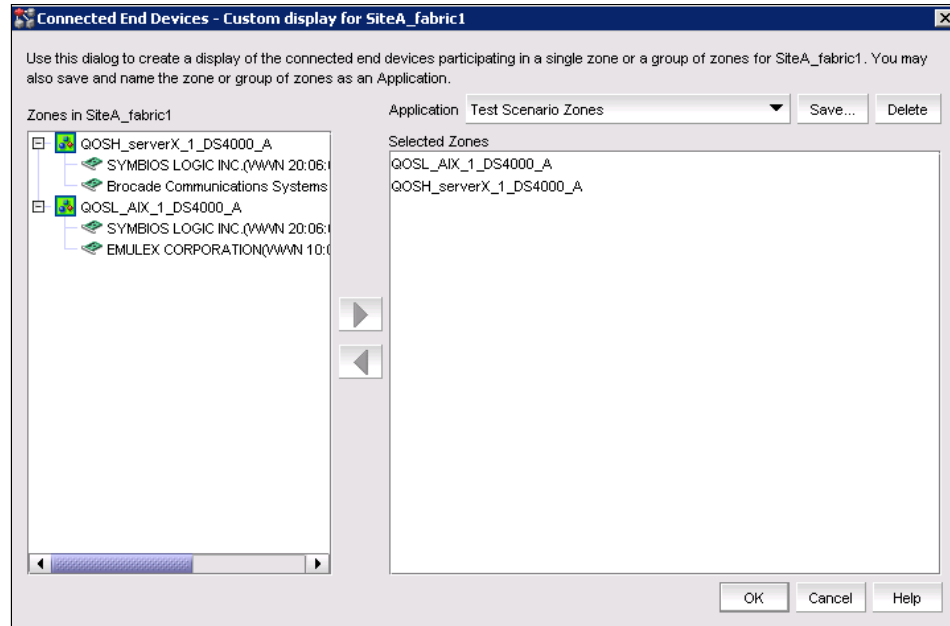 Connected End Devices - Custom display for SiteA_fabric1
Use this dialog to create a display of the connected end devices participating in a single zone or a group of zones for SiteA_fabric1. You may
also save and name the zone or group of zones as an Application.
Zones in SiteA_fabric1
QOSH_serverX_1_DS4000_A
SYMBIOS LOGIC INC.(WWN 20:06:
Brocade Communications Systems
QOSL_AIX_1_DS4000_A
SYMBIOS LOGIC INC.(WWN 20:06:
EMULEX CORPORATION(WWN 10:
Application Test Scenario Zones Save... Delete
Selected Zones
QOSL_AIX_1_DS4000_A
QOSH_serverX_1_DS4000_A
OK Cancel Help